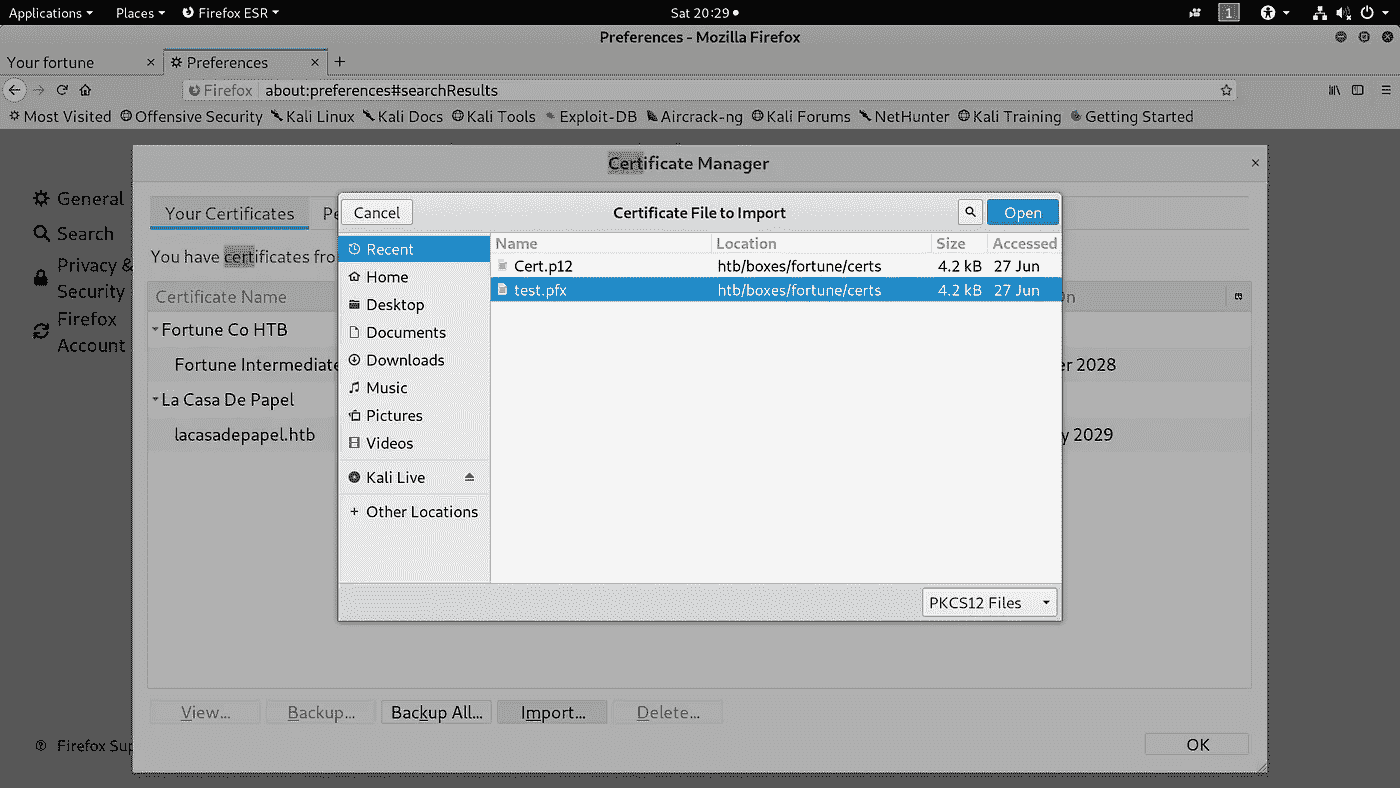 Applications Places Firefox ESR Sat 20:29 1
Preferences - Mozilla Firefox
Your fortune Preferences
Firefox about:preferences#searchResults
Most Visited Offensive Security Kali Linux Kali Docs Kali Tools Exploit-DB Aircrack-ng Kali Forums NetHunter Kali Training Getting Started
Certificate Manager
General
Search
Privacy &
Security
Firefox
Account
Firefox Sup
Your Certificates Pe
You have certificates fro
Certificate Name n
Fortune Co HTB
Fortune Intermediate r 2028
La Casa De Papel
lacasadepapel.htb y 2029
Cancel Certificate File to Import Open
Recent
Home
Desktop
Documents
Downloads
Music
Pictures
Videos
Kali Live
Other Locations
Name Location Size Accessed
Cert.p12 htb/boxes/fortune/certs 4.2 kB 27 Jun
test.pfx htb/boxes/fortune/certs 4.2 kB 27 Jun
PKCS12 Files
View... Backup... Backup All... Import... Delete...
OK